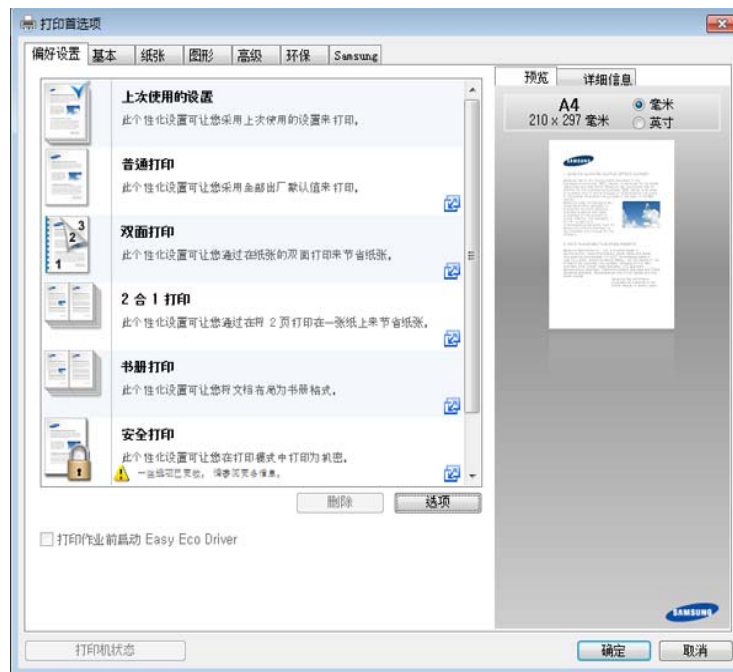 打印首选项
偏好设置 基本 纸张 图形 高级 环保 Samsung
上次使用的设置
此个性化设置可让您采用上次使用的设置来打印。
普通打印
此个性化设置可让您采用全部出厂默认值来打印。
双面打印
此个性化设置可让您通过在纸张的双面打印来节省纸张。
2 合 1 打印
此个性化设置可让您通过在将 2 页打印在一张纸上来节省纸张。
书册打印
此个性化设置可让您将文档布局为书册格式。
安全打印
此个性化设置可让您在打印模式中打印为机密。
删除 选项
打印作业前启动 Easy Eco Driver
打印机状态
预览 详细信息
A4
210 x 297 毫米
毫米
英寸
SAMSUNG
确定 取消